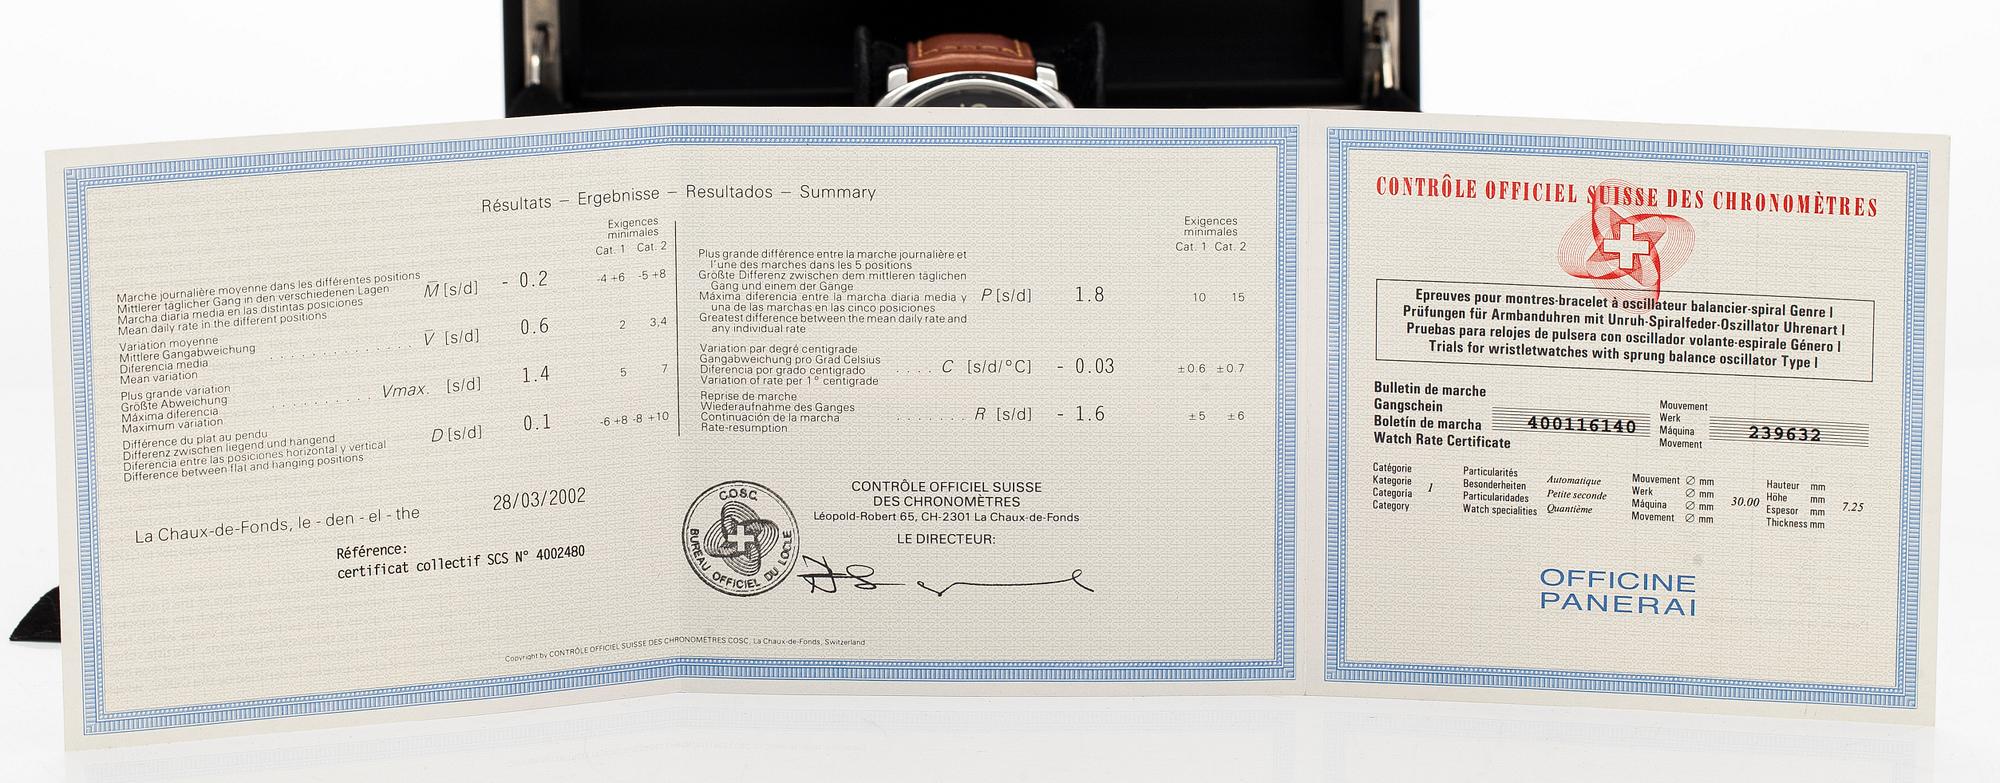 Résultats – Ergebnisse – Resultados – Summary
Exigences
minimales
Cat. 1 Cat. 2
Marche journalière moyenne dans les différentes positions
Mittlerer täglicher Gang in den verschiedenen Lagen
Marcha diaria media en las distintas posiciones
Mean daily rate in the different positions
M [s/d] - 0.2 -4 +6 -5 +8
Variation moyenne
Mittlere Gangabweichung
Diferencia media
Mean variation
V̄ [s/d] 0.6 2 3,4
Plus grande variation
Größte Abweichung
Máxima diferencia
Maximum variation
Vmax. [s/d] 1.4 5 7
Différence du plat au pendu
Differenz zwischen liegend und hangend
Diferencia entre las posiciones horizontal y vertical
Difference between flat and hanging positions
D [s/d] 0.1 -6 +8 -8 +10
La Chaux-de-Fonds, le - den - el - the 28/03/2002
Référence:
certificat collectif SCS N° 4002480
Exigences
minimales
Cat. 1 Cat. 2
Plus grande différence entre la marche journalière et
l'une des marches dans les 5 positions
Größte Differenz zwischen dem mittleren täglichen
Gang und einem der Gänge
Máxima diferencia entre la marcha diaria media y
una de las marchas en las cinco posiciones
Greatest difference between the mean daily rate and
any individual rate
P [s/d] 1.8 10 15
Variation par degré centigrade
Gangabweichung pro Grad Celsius
Diferencia por grado centigrado
Variation of rate per 1° centigrade
C [s/d/°C] - 0.03 ±0.6 ±0.7
Reprise de marche
Wiederaufnahme des Ganges
Continuación de la marcha
Rate-resumption
R [s/d] - 1.6 ±5 ±6
C.O.S.C.
BUREAU OFFICIEL DU LOCLE
CONTRÔLE OFFICIEL SUISSE
DES CHRONOMÈTRES
Léopold-Robert 65, CH-2301 La Chaux-de-Fonds
LE DIRECTEUR:
Copyright by CONTRÔLE OFFICIEL SUISSE DES CHRONOMÈTRES COSC, La Chaux-de-Fonds, Switzerland
CONTRÔLE OFFICIEL SUISSE DES CHRONOMÈTRES
Epreuves pour montres-bracelet à oscillateur balancier-spiral Genre I
Prüfungen für Armbanduhren mit Unruh-Spiralfeder-Oszillator Uhrenart I
Pruebas para relojes de pulsera con oscillador volante-espirale Género I
Trials for wristletwatches with sprung balance oscillator Type I
Bulletin de marche
Gangschein
Boletín de marcha
Watch Rate Certificate
400116140
Mouvement
Werk
Máquina
Movement
239632
Catégorie
Kategorie
Categoria
Category
1
Particularités
Besonderheiten
Particularidades
Watch specialities
Automatique
Petite seconde
Quantième
Mouvement ∅ mm
Werk ∅ mm
Máquina ∅ mm
Movement ∅ mm
30.00
Hauteur mm
Höhe mm
Espesor mm
Thickness mm
7.25
OFFICINE
PANERAI